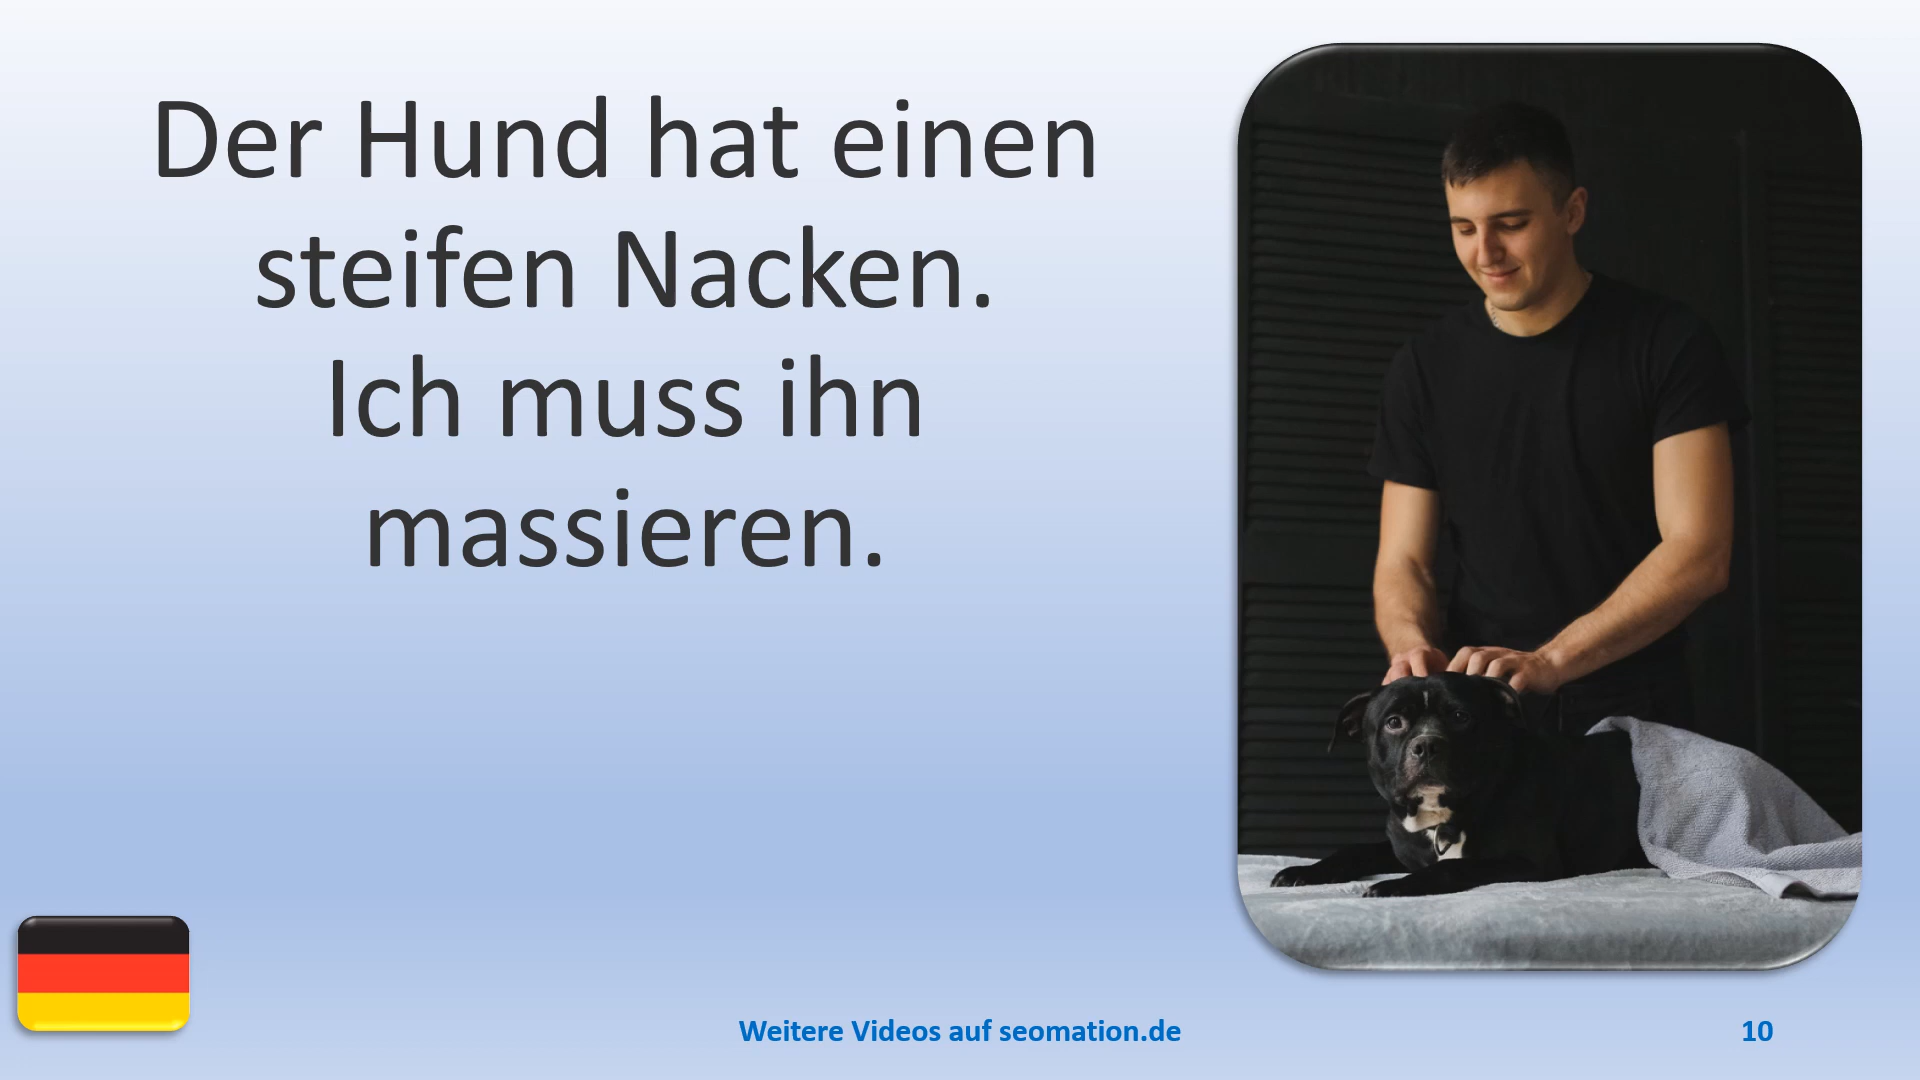 Der Hund hat einen
steifen Nacken.
Ich muss ihn
massieren.
Weitere Videos auf seomation.de
10